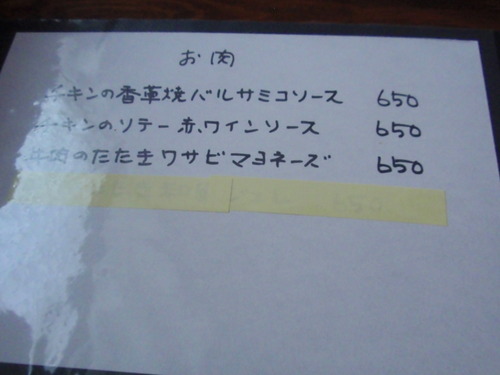 お肉
チキンの香草焼バルサミコソース 650
チキンのソテー赤ワインソース 650
牛肉のたたきワサビマヨネーズ 650